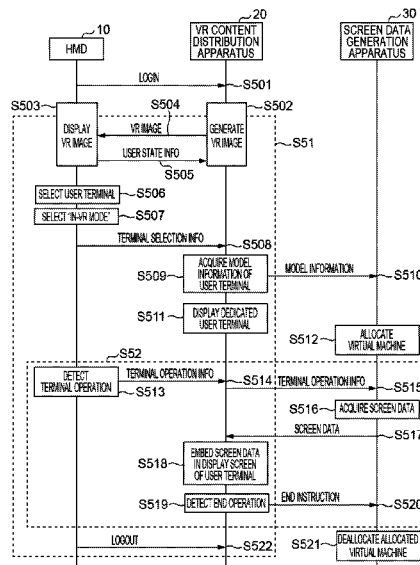 10
20
30
HMD
VR CONTENT
DISTRIBUTION
APPARATUS
SCREEN DATA
GENERATION
APPARATUS
LOGIN
S501
S503
S504
S502
DISPLAY
VR IMAGE
VR IMAGE
GENERATE
VR IMAGE
S51
USER STATE INFO
S505
SELECT USER TERMINAL
S506
SELECT "IN-VR MODE"
S507
TERMINAL SELECTION INFO
S508
S509
ACQUIRE MODEL
INFORMATION OF
USER TERMINAL
MODEL INFORMATION
S510
S511
DISPLAY DEDICATED
USER TERMINAL
S512
ALLOCATE
VIRTUAL MACHINE
S52
DETECT
TERMINAL OPERATION
S513
TERMINAL OPERATION INFO
S514
TERMINAL OPERATION INFO
S515
S516
ACQUIRE SCREEN DATA
SCREEN DATA
S517
S518
EMBED SCREEN DATA
IN DISPLAY SCREEN
OF USER TERMINAL
S519
DETECT END OPERATION
END INSTRUCTION
S520
S521
DEALLOCATE ALLOCATED
VIRTUAL MACHINE
LOGOUT
S522